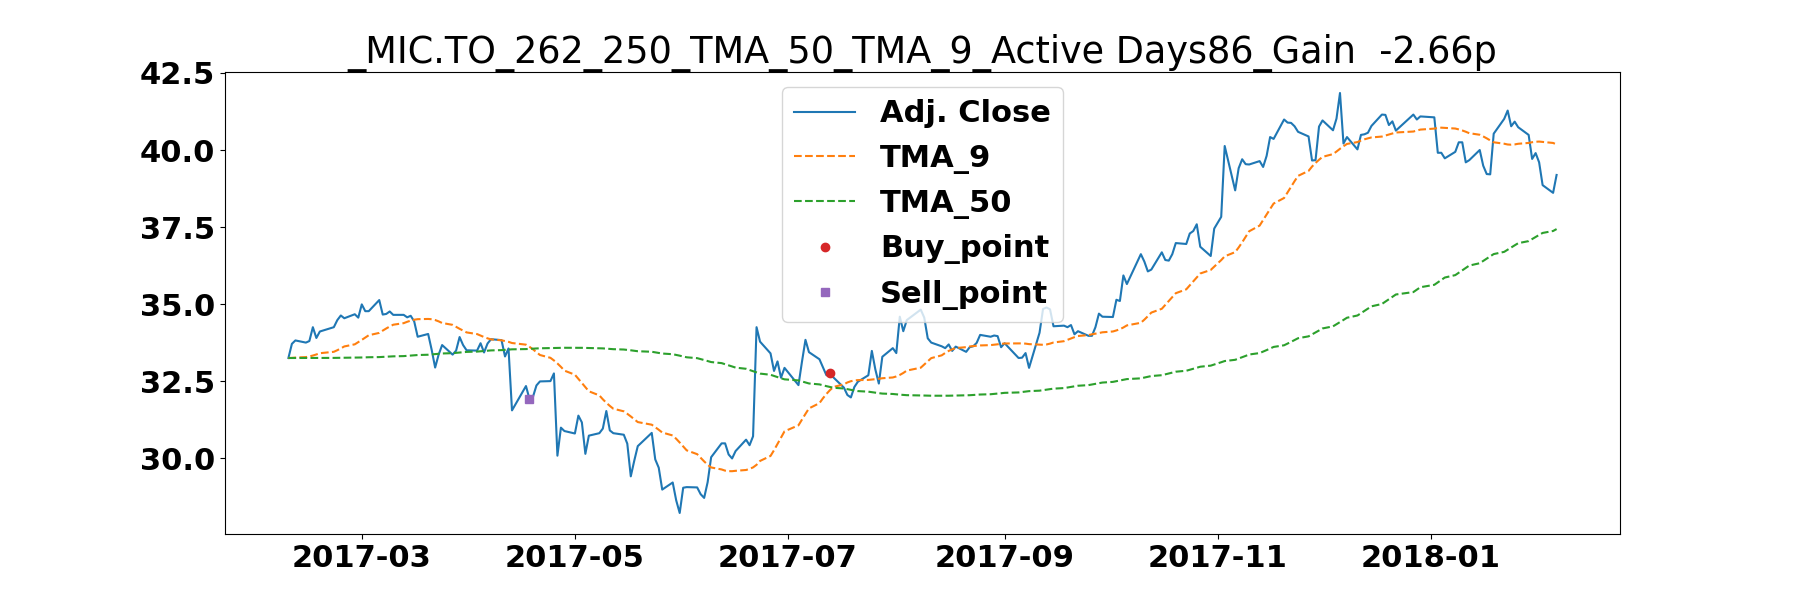 _MIC.TO_262_250_TMA_50_TMA_9_Active Days86_Gain  -2.66p
42.5
40.0
37.5
35.0
32.5
30.0
Adj. Close
TMA_9
TMA_50
Buy_point
Sell_point
2017-03 2017-05 2017-07 2017-09 2017-11 2018-01